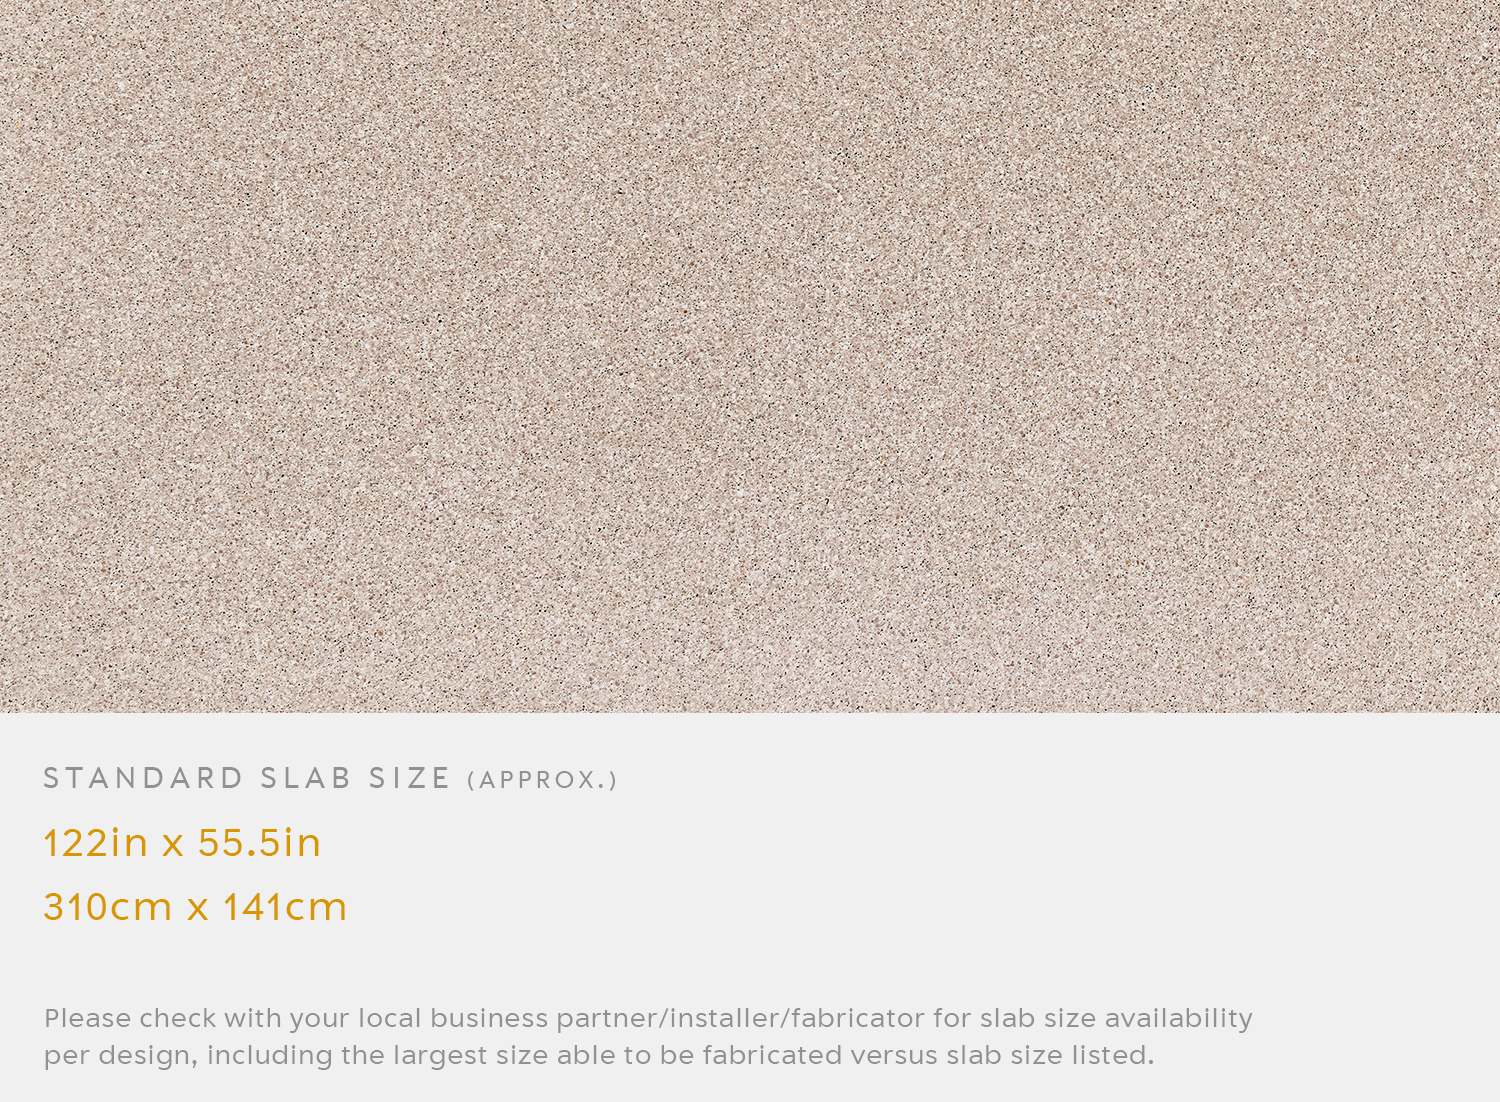 STANDARD SLAB SIZE (APPROX.)
122in x 55.5in
310cm x 141cm
Please check with your local business partner/installer/fabricator for slab size availability
per design, including the largest size able to be fabricated versus slab size listed.